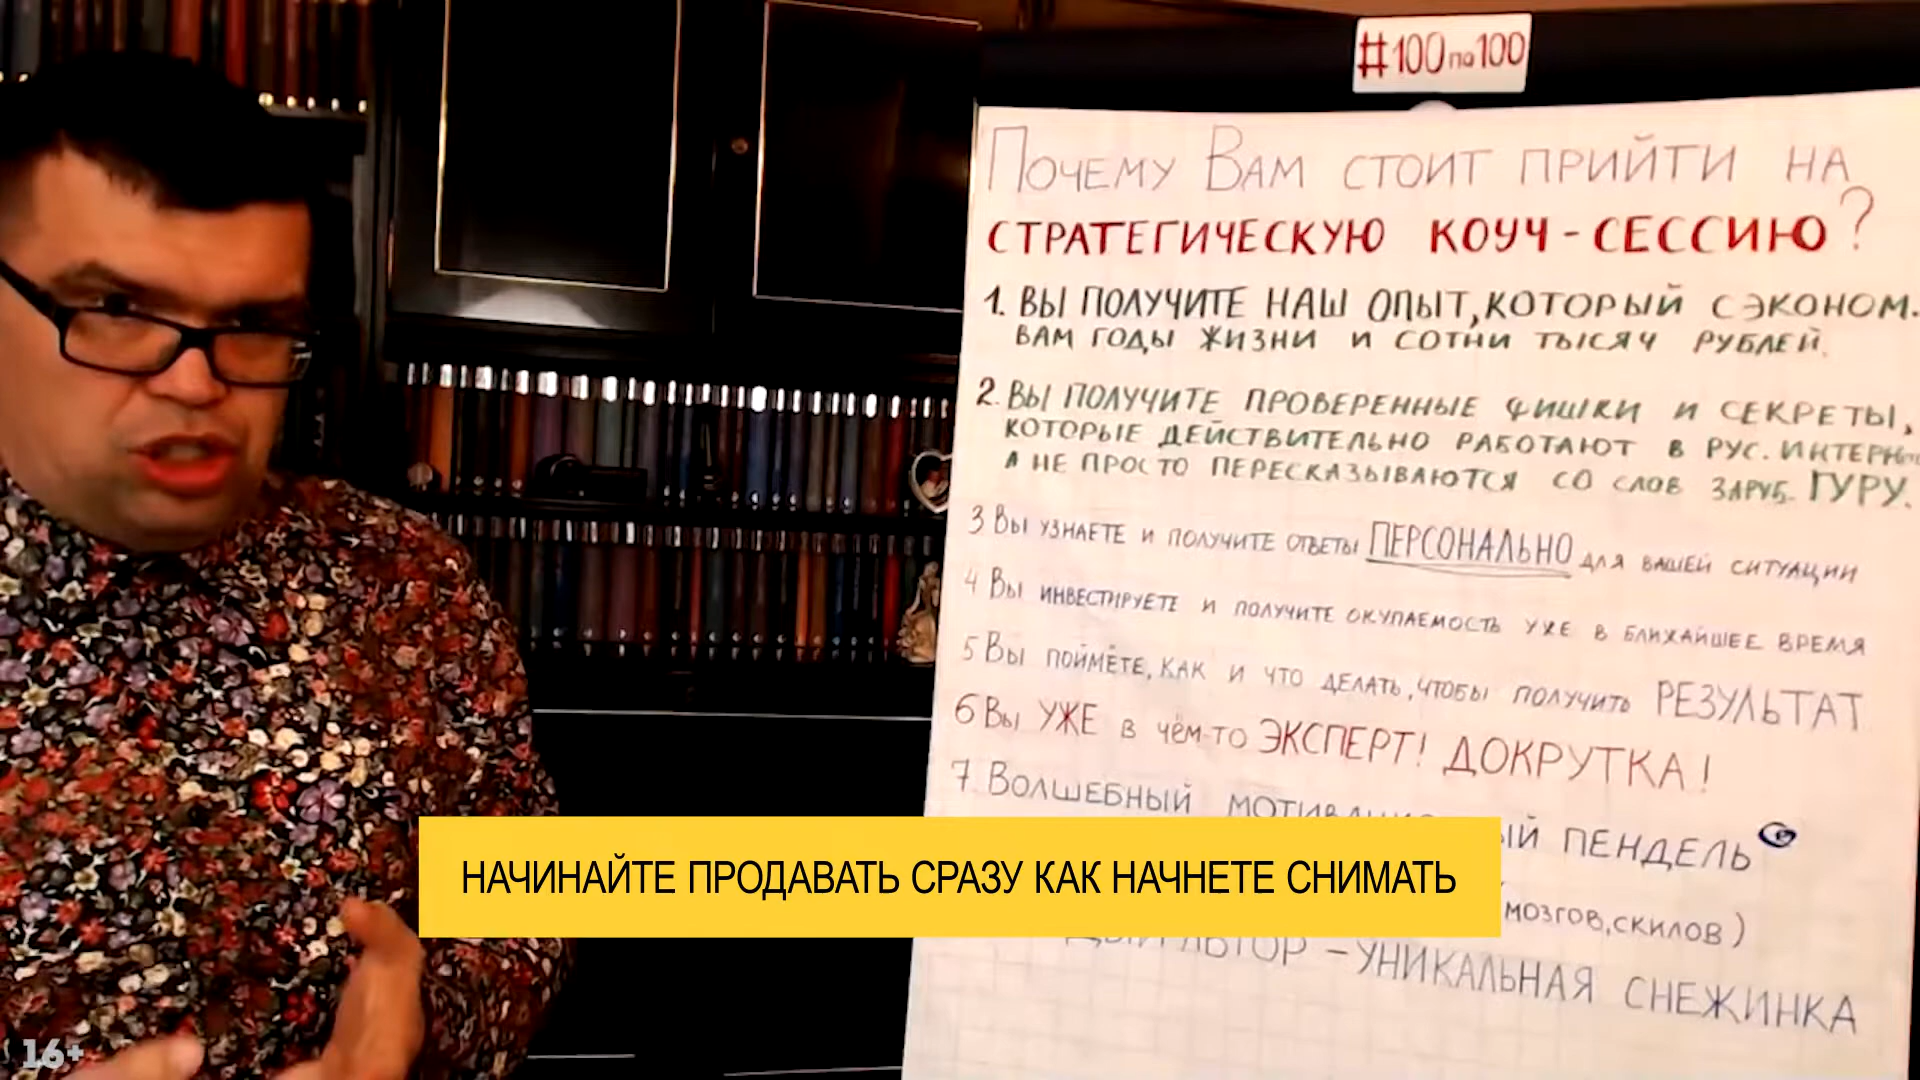 #100по100
Почему Вам стоит прийти на
СТРАТЕГИЧЕСКУЮ КОУЧ-СЕССИЮ?
1. ВЫ ПОЛУЧИТЕ НАШ ОПЫТ, КОТОРЫЙ СЭКОНОМ.
ВАМ ГОДЫ ЖИЗНИ И СОТНИ ТЫСЯЧ РУБЛЕЙ.
2. ВЫ ПОЛУЧИТЕ ПРОВЕРЕННЫЕ ФИШКИ И СЕКРЕТЫ,
КОТОРЫЕ ДЕЙСТВИТЕЛЬНО РАБОТАЮТ В РУС. ИНТЕРН
А НЕ ПРОСТО ПЕРЕСКАЗЫВАЮТСЯ СО СЛОВ ЗАРУБ. ГУРУ.
3 Вы узнаете и получите ответы ПЕРСОНАЛЬНО для вашей ситуации
4 Вы инвестируете и получите окупаемость уже в ближайшее время
5 Вы поймёте, как и что делать, чтобы получить РЕЗУЛЬТАТ
6 Вы УЖЕ в чём-то ЭКСПЕРТ! ДОКРУТКА!
7. Волшебный ПЕНДЕЛЬ
НАЧИНАЙТЕ ПРОДАВАТЬ СРАЗУ КАК НАЧНЕТЕ СНИМАТЬ
(мозгов, скилов)
АВТОР – УНИКАЛЬНАЯ СНЕЖИНКА
16+